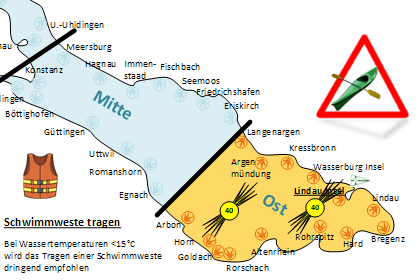 U.-Uhldingen
nau
Meersburg
Hagnau
Immen-
staad
Fischbach
Konstanz
Seemoos
Friedrichshafen
lingen
Mitte
Eriskirch
Böttighofen
Güttingen
Langenargen
Kressbronn
Uttwil
Argen
mündung
Wasserburg Insel
Romanshorn
Lindau Insel
Egnach
Ost
40
40
Lindau
Schwimmweste tragen
Arbon
Rohrspitz
Bregenz
Horn
Hard
Bei Wassertemperaturen <15°C
Altenrhein
wird das Tragen einer Schwimmweste
Goldach
dringend empfohlen
Rorschach